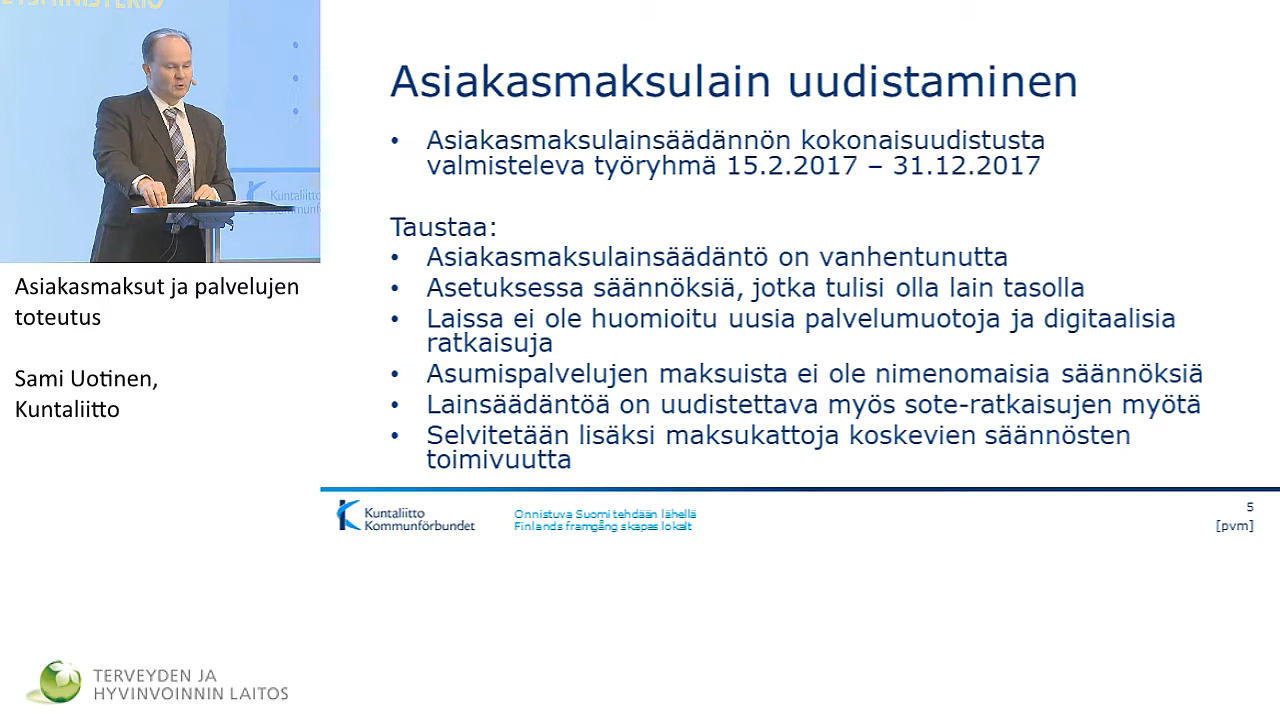 Asiakasmaksulain uudistaminen
• Asiakasmaksulainsäädännön kokonaisuudistusta
valmisteleva työryhmä 15.2.2017 – 31.12.2017
Taustaa:
• Asiakasmaksulainsäädäntö on vanhentunutta
• Asetuksessa säännöksiä, jotka tulisi olla lain tasolla
• Laissa ei ole huomioitu uusia palvelumuotoja ja digitaalisia
ratkaisuja
• Asumispalvelujen maksuista ei ole nimenomaisia säännöksiä
• Lainsäädäntöä on uudistettava myös sote-ratkaisujen myötä
• Selvitetään lisäksi maksukattoja koskevien säännösten
toimivuutta
Kuntaliitto
Kommunförbundet
Onnistuva Suomi tehdään lähellä
Finlands framgång skapas lokalt
5
[pvm]
Kuntaliitto
Asiakasmaksut ja palvelujen
toteutus
Sami Uotinen,
Kuntaliitto
TERVEYDEN JA
HYVINVOINNIN LAITOS